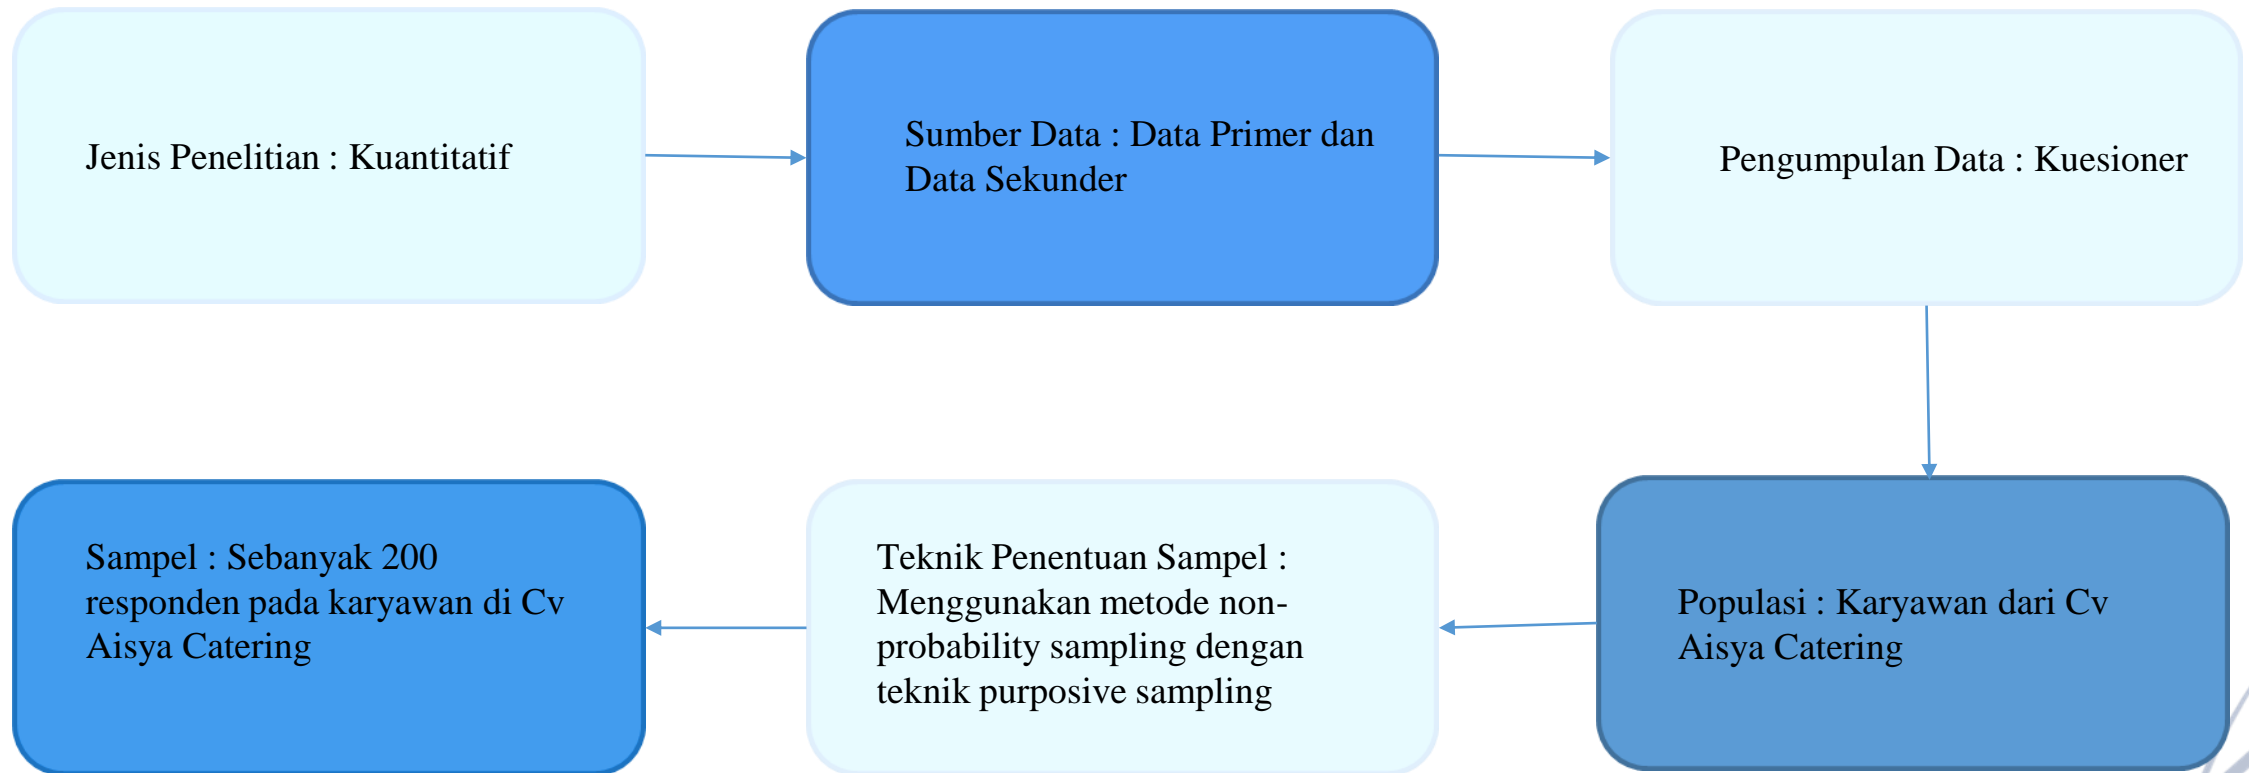 Jenis Penelitian : Kuantitatif
Sumber Data : Data Primer dan
Data Sekunder
Pengumpulan Data : Kuesioner
Populasi : Karyawan dari Cv
Aisya Catering
Teknik Penentuan Sampel :
Menggunakan metode non-
probability sampling dengan
teknik purposive sampling
Sampel : Sebanyak 200
responden pada karyawan di Cv
Aisya Catering